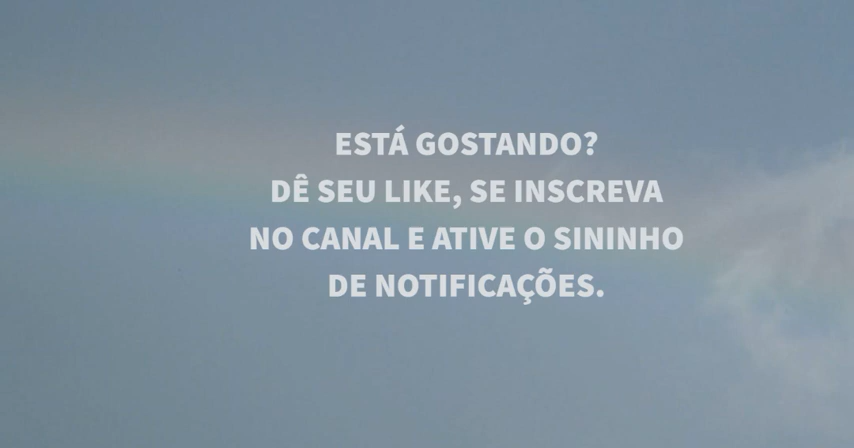 ESTÁ GOSTANDO?
DÊ SEU LIKE, SE INSCREVA
NO CANAL E ATIVE O SININHO
DE NOTIFICAÇÕES.